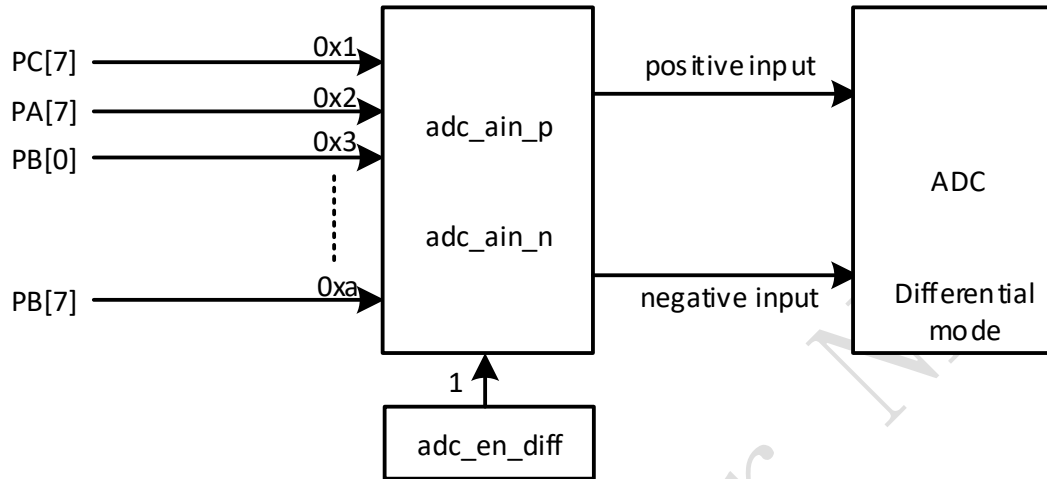 PC[7]
0x1
PA[7]
0x2
PB[0]
0x3
PB[7]
0xa
adc_ain_p
adc_ain_n
positive input
negative input
ADC
Differential
mode
1
adc_en_diff